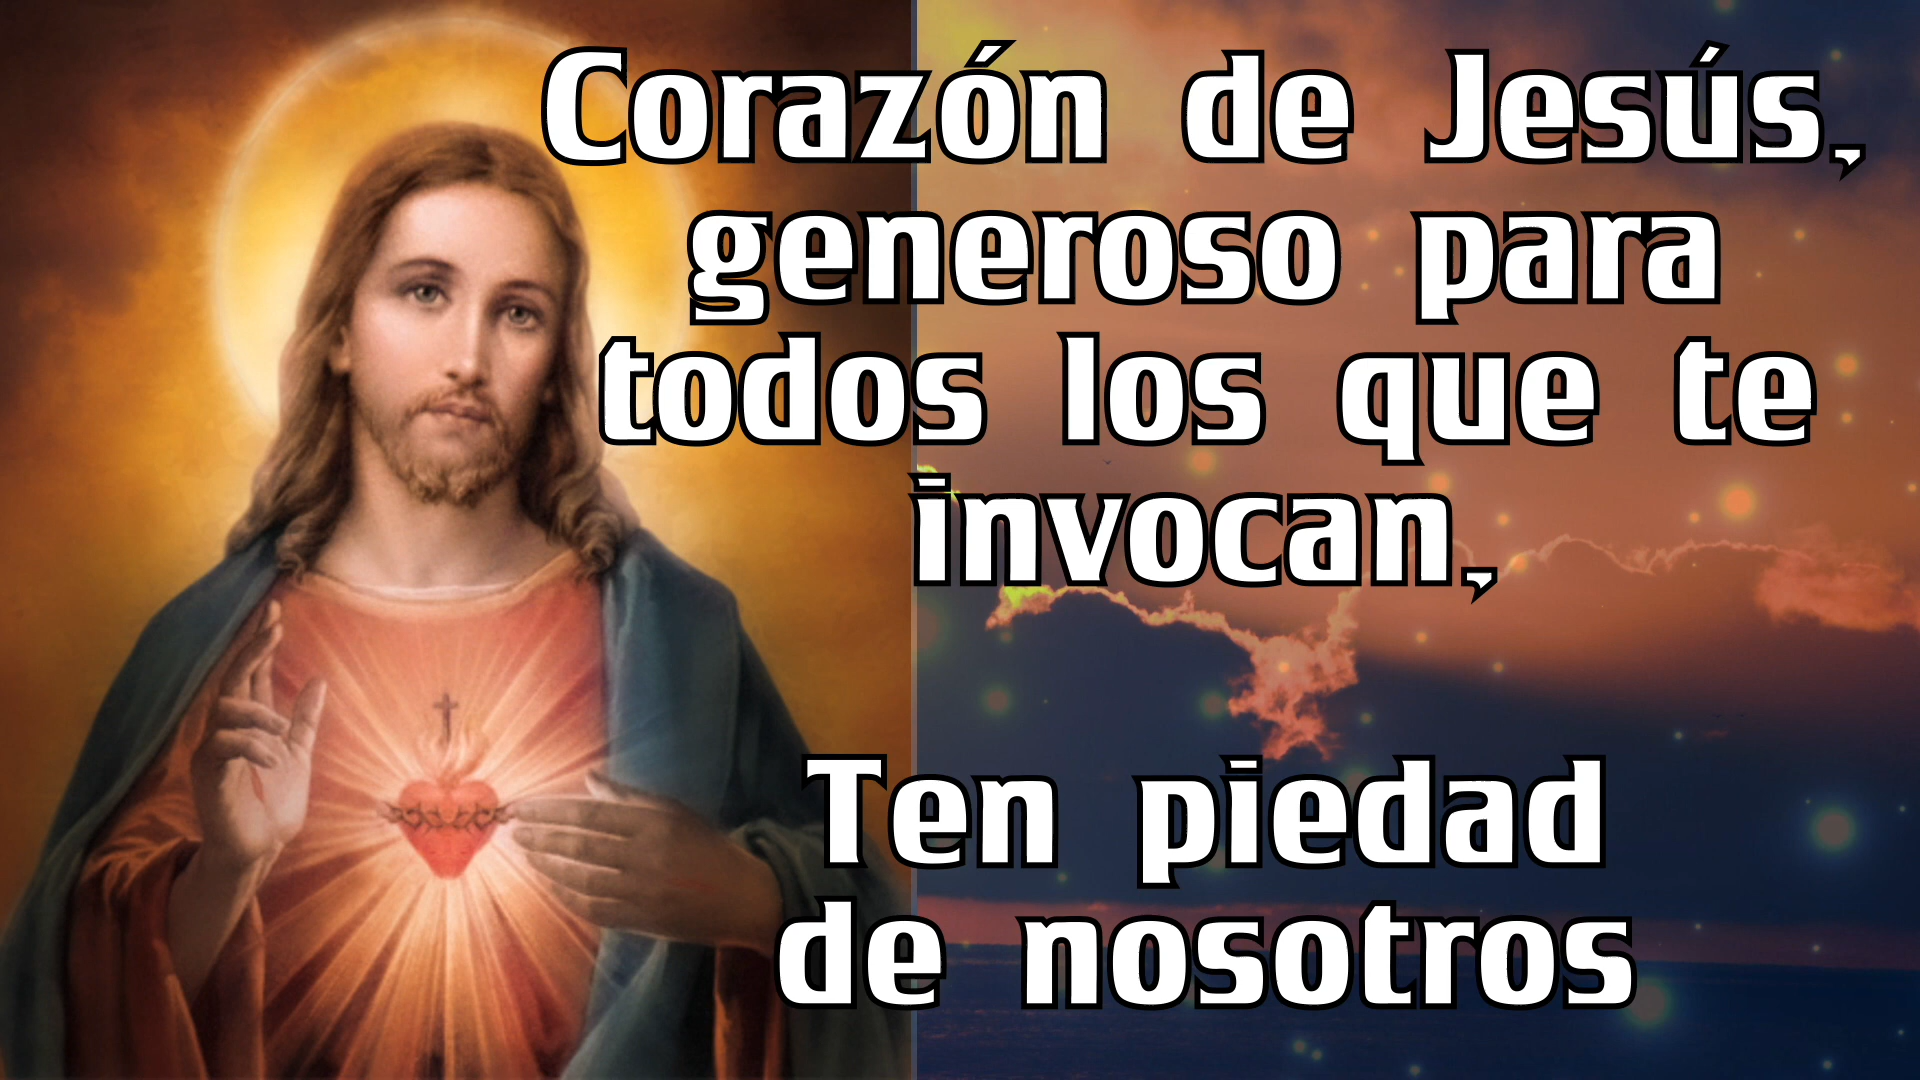 Corazón de Jesús,
generoso para
todos los que te
invocan,
Ten piedad
de nosotros